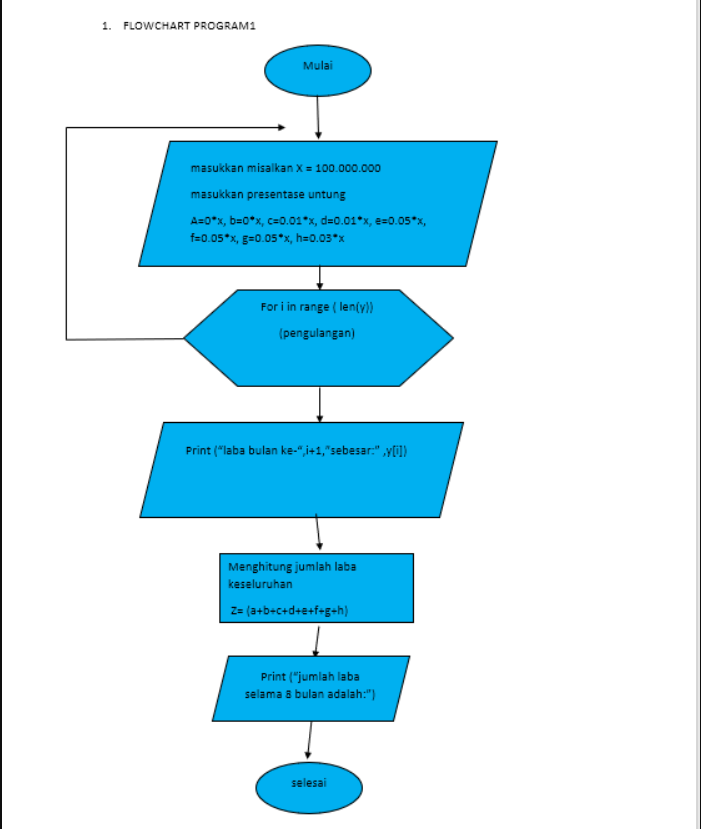 1. FLOWCHART PROGRAM1
Mulai
masukkan misalkan X = 100.000.000
masukkan presentase untung
A=0*x, b=0*x, c=0.01*x, d=0.01*x, e=0.05*x,
f=0.05*x, g=0.05*x, h=0.03*x
For i in range ( len(y))
(pengulangan)
Print (“laba bulan ke-“,i+1,”sebesar:” ,y[i])
Menghitung jumlah laba
keseluruhan
Z= (a+b+c+d+e+f+g+h)
Print (“jumlah laba
selama 8 bulan adalah:”)
selesai